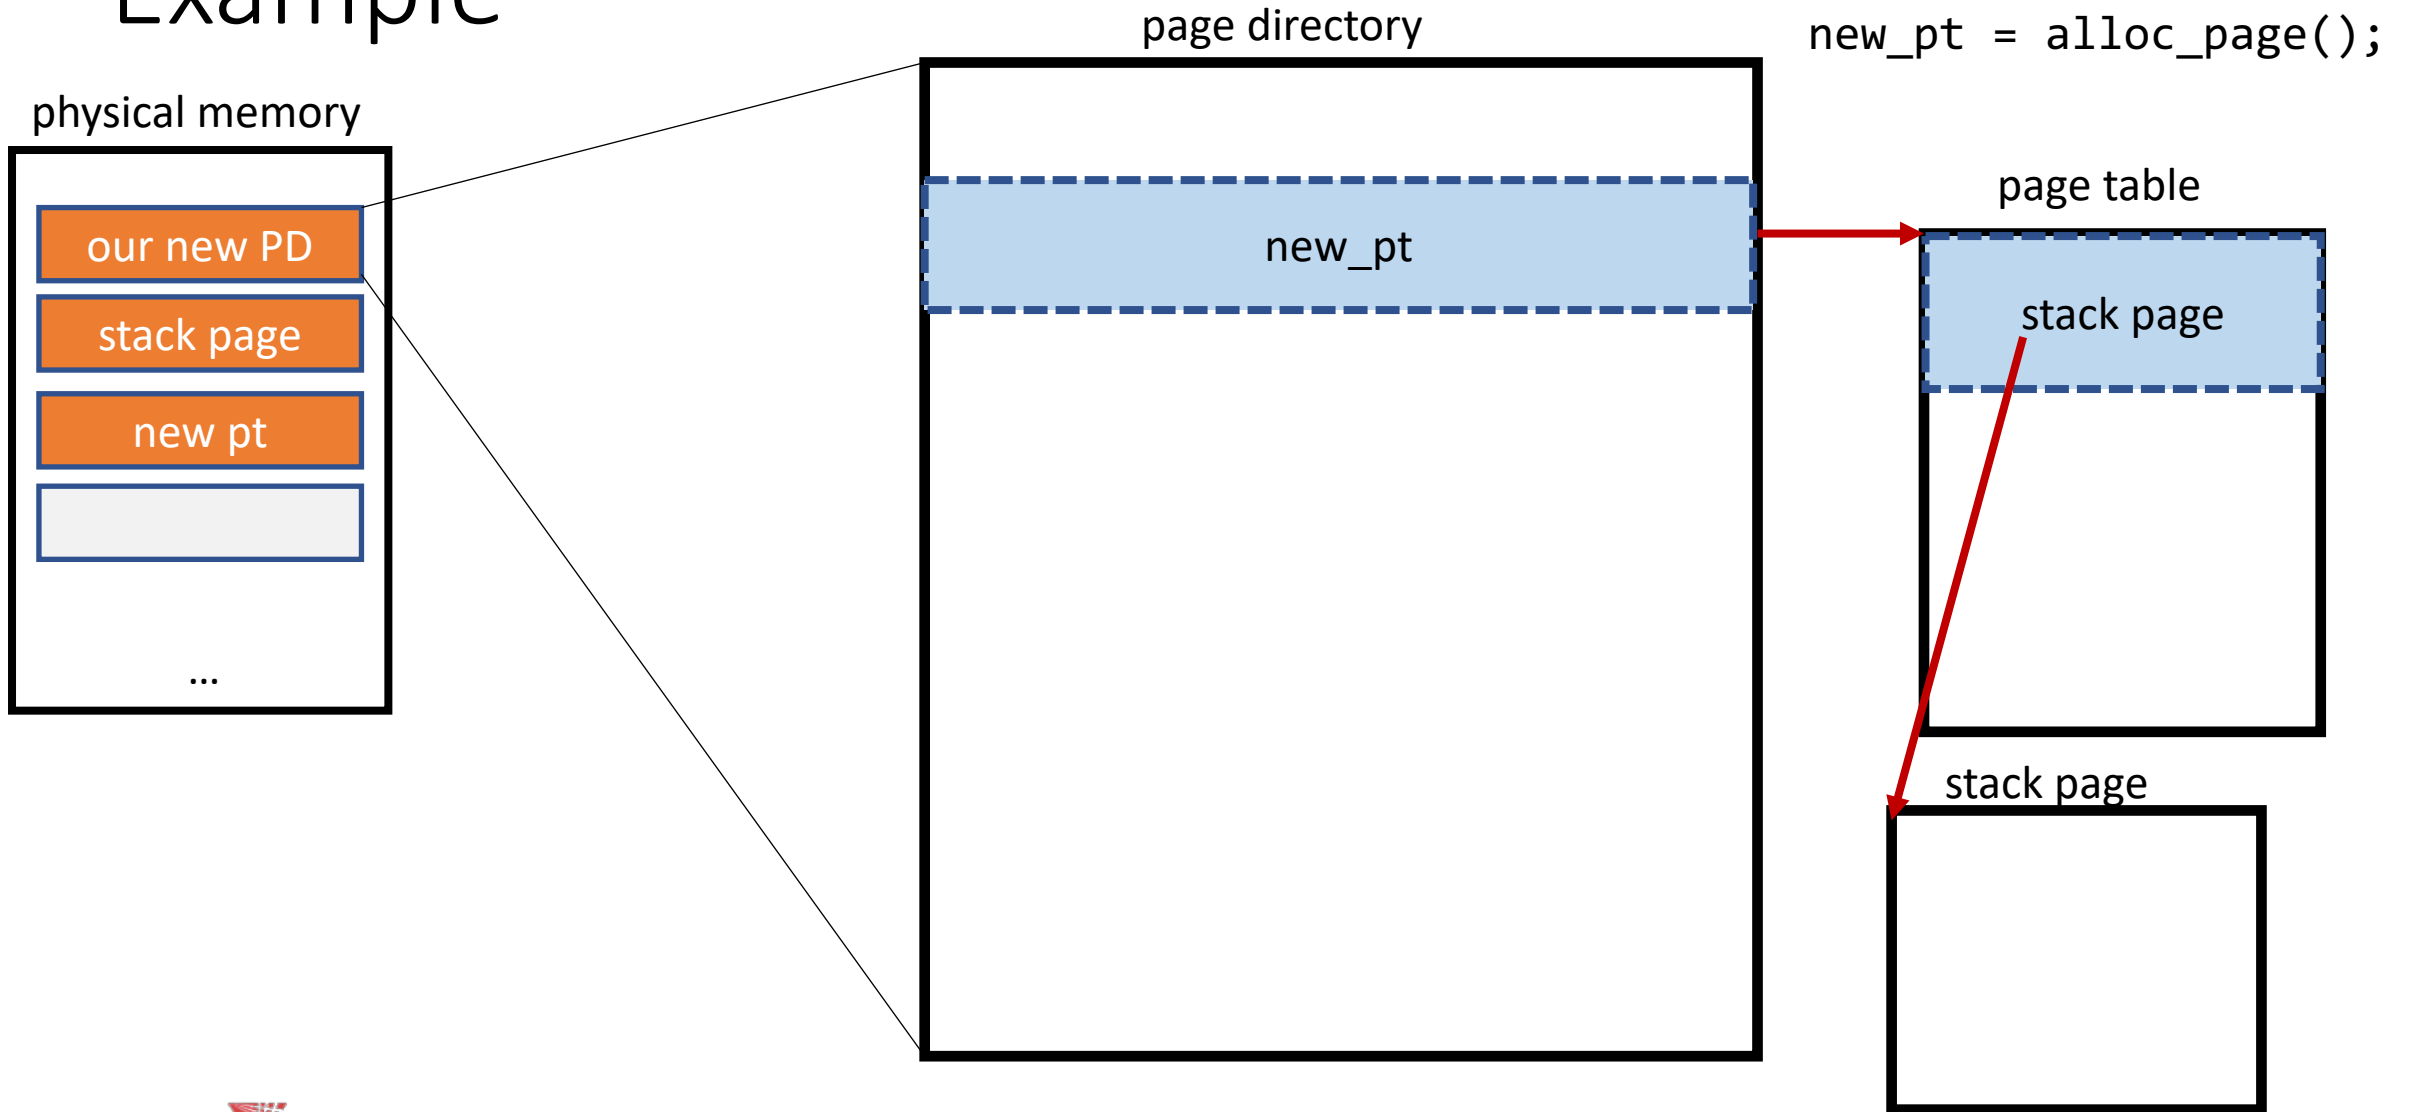 Example
physical memory
our new PD
stack page
new pt
...
page directory
new_pt
new_pt = alloc_page();
page table
stack page
stack page